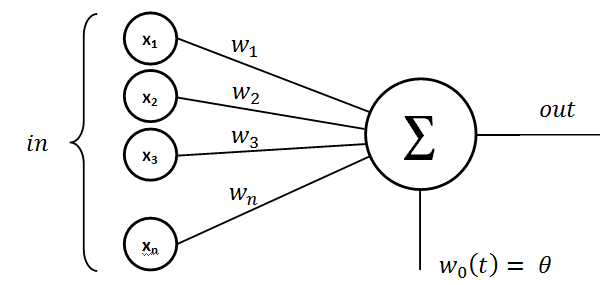 x₁
w₁
x₂
w₂
x₃
w₃
xₙ
wₙ
in
Σ
out
w₀(t) = θ